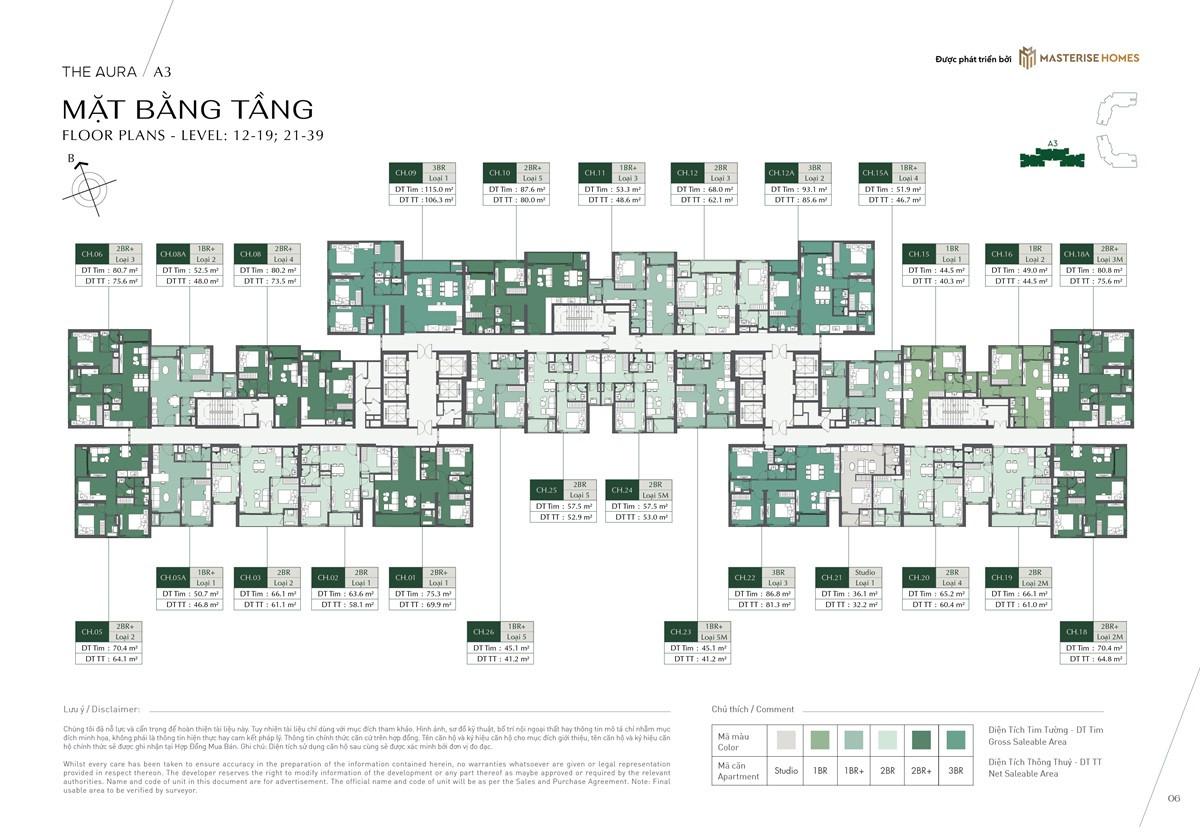 THE AURA / A3
Được phát triển bởi MASTERISE HOMES
MẶT BẰNG TẦNG
FLOOR PLANS - LEVEL: 12-19; 21-39
B
A3
CH.09 3BR Loại 1
DT Tim : 115.0 m²
DT TT : 106.3 m²
CH.10 2BR+ Loại 5
DT Tim : 87.6 m²
DT TT : 80.0 m²
CH.11 1BR+ Loại 3
DT Tim : 53.3 m²
DT TT : 48.6 m²
CH.12 2BR Loại 3
DT Tim : 68.0 m²
DT TT : 62.1 m²
CH.12A 3BR Loại 2
DT Tim : 93.1 m²
DT TT : 85.6 m²
CH.15A 1BR+ Loại 4
DT Tim : 51.9 m²
DT TT : 46.7 m²
CH.06 2BR+ Loại 3
DT Tim : 80.7 m²
DT TT : 75.6 m²
CH.08A 1BR+ Loại 2
DT Tim : 52.5 m²
DT TT : 48.0 m²
CH.08 2BR+ Loại 4
DT Tim : 80.2 m²
DT TT : 73.5 m²
CH.15 1BR Loại 1
DT Tim : 44.5 m²
DT TT : 40.3 m²
CH.16 1BR Loại 2
DT Tim : 49.0 m²
DT TT : 44.5 m²
CH.18A 2BR+ Loại 3M
DT Tim : 80.8 m²
DT TT : 75.6 m²
CH.25 2BR Loại 5
DT Tim : 57.5 m²
DT TT : 52.9 m²
CH.24 2BR Loại 5M
DT Tim : 57.5 m²
DT TT : 53.0 m²
CH.05A 1BR+ Loại 1
DT Tim : 50.7 m²
DT TT : 46.8 m²
CH.03 2BR Loại 2
DT Tim : 66.1 m²
DT TT : 61.1 m²
CH.02 2BR Loại 1
DT Tim : 63.6 m²
DT TT : 58.1 m²
CH.01 2BR+ Loại 1
DT Tim : 75.3 m²
DT TT : 69.9 m²
CH.22 3BR Loại 3
DT Tim : 86.8 m²
DT TT : 81.3 m²
CH.21 Studio Loại 1
DT Tim : 36.1 m²
DT TT : 32.2 m²
CH.20 2BR Loại 4
DT Tim : 65.2 m²
DT TT : 60.4 m²
CH.19 2BR Loại 2M
DT Tim : 66.1 m²
DT TT : 61.0 m²
CH.05 2BR+ Loại 2
DT Tim : 70.4 m²
DT TT : 64.1 m²
CH.26 1BR+ Loại 5
DT Tim : 45.1 m²
DT TT : 41.2 m²
CH.23 1BR+ Loại 5M
DT Tim : 45.1 m²
DT TT : 41.2 m²
CH.18 2BR+ Loại 2M
DT Tim : 70.4 m²
DT TT : 64.8 m²
Lưu ý / Disclaimer:
Chúng tôi đã nỗ lực và cẩn trọng để hoàn thiện tài liệu này. Tuy nhiên tài liệu chỉ dùng với mục đích tham khảo. Hình ảnh, sơ đồ kỹ thuật, bố trí nội ngoại thất hay thông tin mô tả chỉ nhằm mục
đích minh họa, không phải là thông tin hiện thực hay cam kết pháp lý. Thông tin chính thức căn cứ trên hợp đồng. Tên căn hộ và ký hiệu căn hộ cho mục đích giới thiệu, tên căn hộ và ký hiệu căn
hộ chính thức sẽ được ghi nhận tại Hợp Đồng Mua Bán. Ghi chú: Diện tích sử dụng căn hộ sau cùng sẽ được xác minh bởi đơn vị đo đạc.
Whilst every care has been taken to ensure accuracy in the preparation of the information contained herein, no warranties whatsoever are given or legal representation
provided in respect thereon. The developer reserves the right to modify information of the development or any part thereof as maybe approved or required by the relevant
authorities. Name and code of unit in this document are for advertisement. The official name and code of unit will be as per the Sales and Purchase Agreement. Note: Final
usable area to be verified by surveyor.
Chú thích / Comment
Mã màu
Color
Mã căn
Apartment
Studio 1BR 1BR+ 2BR 2BR+ 3BR
Diện Tích Tim Tường - DT Tim
Gross Saleable Area
Diện Tích Thông Thuỷ - DT TT
Net Saleable Area
06